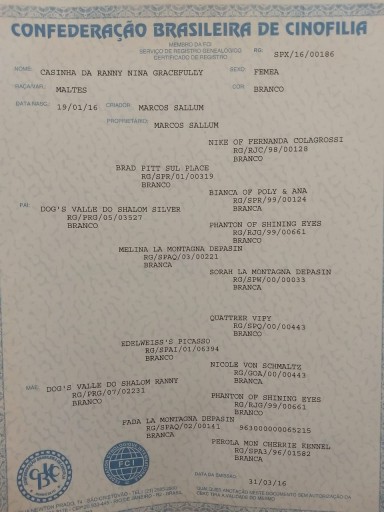 CONFEDERAÇÃO BRASILEIRA DE CINOFILIA
MEMBRO DA FCI
SERVIÇO DE REGISTRO GENEALÓGICO
CERTIFICADO DE REGISTRO
RG: SPX/16/00186
NOME: CASINHA DA RANNY NINA GRACEFULLY SEXO: FEMEA
RAÇA/VAR: MALTES COR: BRANCO
DATA NASC. 19/01/16 CRIADOR: MARCOS SALLUM
PROPRIETÁRIO: MARCOS SALLUM
NIKE OF FERNANDA COLAGROSSI
RG/RJC/98/00128
BRANCO
BRAD PITT SUL PLACE
RG/SPR/01/00319
BRANCO
BIANCA OF POLY & ANA
RG/SPR/99/00124
BRANCA
PAI: DOG'S VALLE DO SHALOM SILVER
RG/PRG/05/03527
BRANCO
PHANTON OF SHINING EYES
RG/RJG/99/00661
BRANCO
MELINA LA MONTAGNA DEPASIN
RG/SPAQ/03/00221
BRANCA
SORAH LA MONTAGNA DEPASIN
RG/SPW/00/00033
BRANCA
QUATTRER VIPY
RG/SPQ/00/00443
BRANCO
EDELWEISS'S PICASSO
RG/SPAI/01/06394
BRANCO
NICOLE VON SCHMALTZ
RG/GOA/00/00443
BRANCA
MÃE: DOG'S VALLE DO SHALOM RANNY
RG/PRG/07/02231
BRANCO
PHANTON OF SHINING EYES
RG/RJG/99/00661
BRANCO
FADA LA MONTAGNA DEPASIN
RG/SPAQ/02/00141 963000000065215
BRANCA
PEROLA MON CHERRIE KENNEL
RG/SPA3/96/01582
BRANCA
CBKC
FCI
DATA DA EMISSÃO: 31/03/16